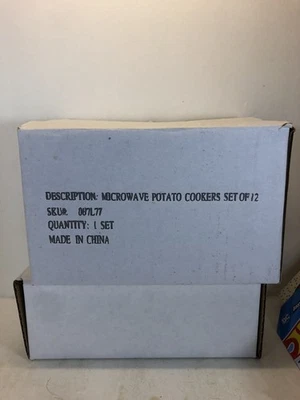 DESCRIPTION: MICROWAVE POTATO COOKERS SET OF 12
SKU#: 007L77
QUANTITY: 1 SET
MADE IN CHINA